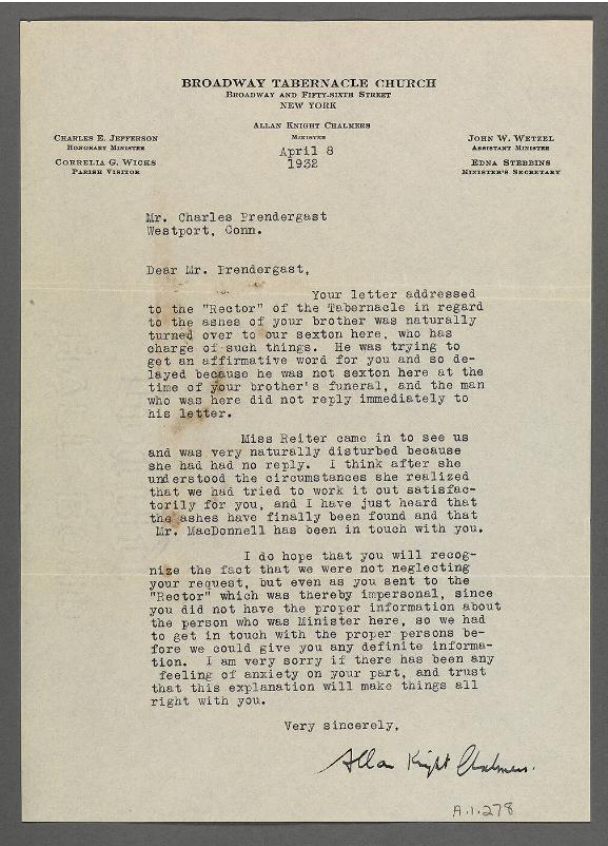 BROADWAY TABERNACLE CHURCH
BROADWAY AND FIFTY-SIXTH STREET
NEW YORK
ALLAN KNIGHT CHALMERS
MINISTER
CHARLES E. JEFFERSON
HONORARY MINISTER
CORRELIA G. WICKS
PARISH VISITOR
April 8
1932
JOHN W. WETZEL
ASSISTANT MINISTER
EDNA STEBBINS
MINISTER'S SECRETARY
Mr. Charles Prendergast
Westport, Conn.
Dear Mr. Prendergast,
Your letter addressed
to the "Rector" of the Tabernacle in regard
to the ashes of your brother was naturally
turned over to our sexton here, who has
charge of such things. He was trying to
get an affirmative word for you and so de-
layed because he was not sexton here at the
time of your brother's funeral, and the man
who was here did not reply immediately to
his letter.
Miss Reiter came in to see us
and was very naturally disturbed because
she had had no reply. I think after she
understood the circumstances she realized
that we had tried to work it out satisfac-
torily for you, and I have just heard that
the ashes have finally been found and that
Mr. MacDonnell has been in touch with you.
I do hope that you will recog-
nize the fact that we were not neglecting
your request, but even as you sent to the
"Rector" which was thereby impersonal, since
you did not have the proper information about
the person who was Minister here, so we had
to get in touch with the proper persons be-
fore we could give you any definite informa-
tion. I am very sorry if there has been any
feeling of anxiety on your part, and trust
that this explanation will make things all
right with you.
Very sincerely,
Allan Knight Chalmers.
A.1.278